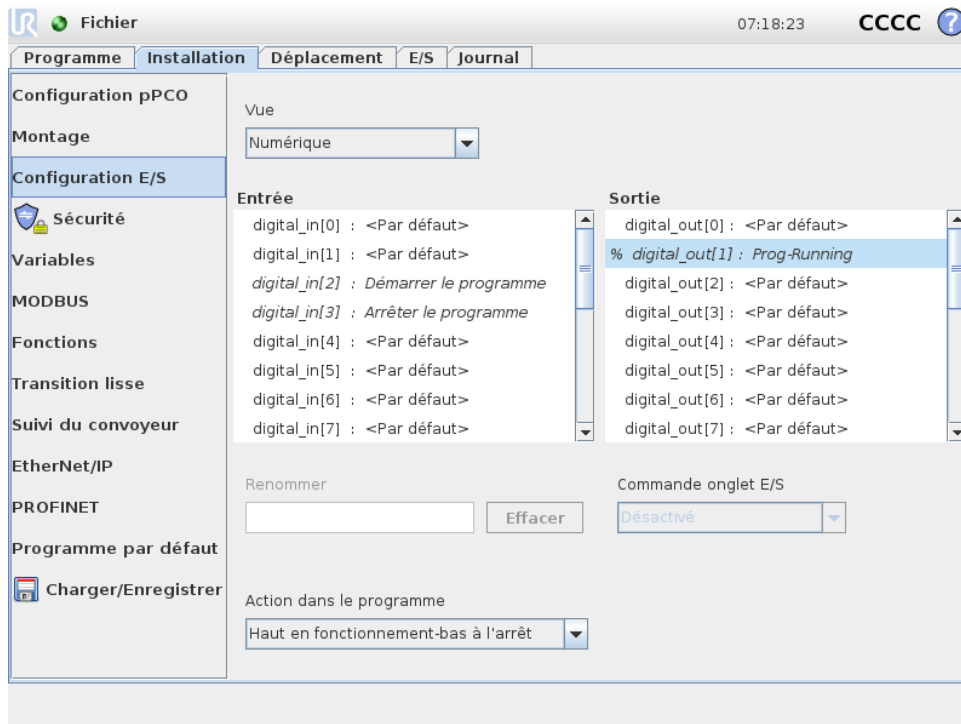 UR Fichier 07:18:23 CCCC ?
Programme Installation Déplacement E/S Journal
Configuration pPCO
Montage
Configuration E/S
Sécurité
Variables
MODBUS
Fonctions
Transition lisse
Suivi du convoyeur
EtherNet/IP
PROFINET
Programme par défaut
Charger/Enregistrer
Vue
Numérique
Entrée
digital_in[0] : <Par défaut>
digital_in[1] : <Par défaut>
digital_in[2] : Démarrer le programme
digital_in[3] : Arrêter le programme
digital_in[4] : <Par défaut>
digital_in[5] : <Par défaut>
digital_in[6] : <Par défaut>
digital_in[7] : <Par défaut>
Sortie
digital_out[0] : <Par défaut>
% digital_out[1] : Prog-Running
digital_out[2] : <Par défaut>
digital_out[3] : <Par défaut>
digital_out[4] : <Par défaut>
digital_out[5] : <Par défaut>
digital_out[6] : <Par défaut>
digital_out[7] : <Par défaut>
Renommer
Effacer
Commande onglet E/S
Désactivé
Action dans le programme
Haut en fonctionnement-bas à l'arrêt